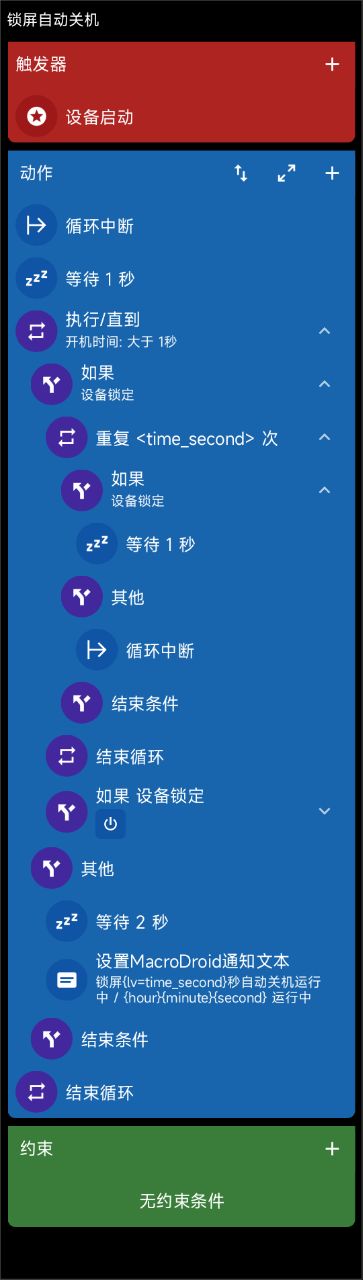 锁屏自动关机
触发器
设备启动
动作
循环中断
zzz
等待 1 秒
执行/直到
开机时间: 大于 1秒
如果
设备锁定
重复 <time_second> 次
如果
设备锁定
zzz
等待 1 秒
其他
循环中断
结束条件
结束循环
如果 设备锁定
其他
zzz
等待 2 秒
设置MacroDroid通知文本
锁屏{lv=time_second}秒自动关机运行
中 / {hour}{minute}{second} 运行中
结束条件
结束循环
约束
无约束条件